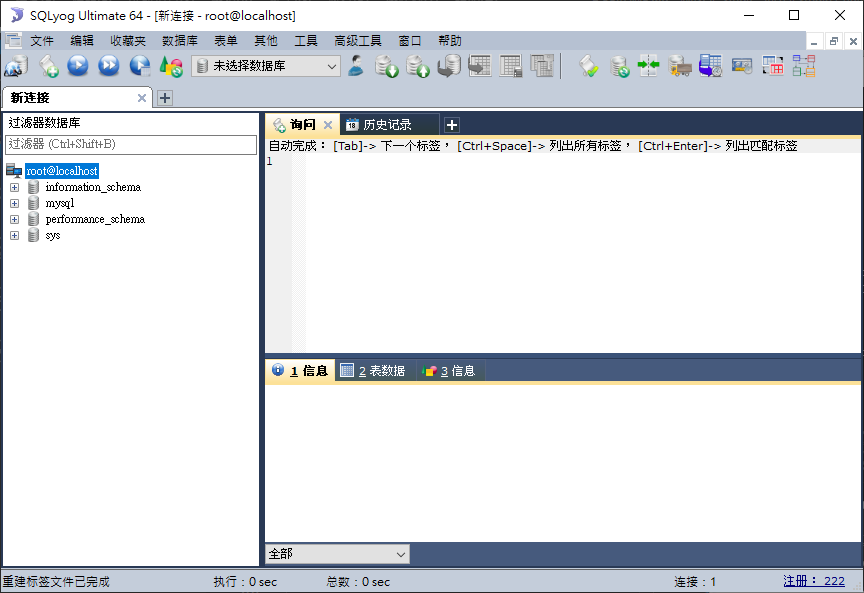 SQLyog Ultimate 64 - [新连接 - root@localhost]
文件 编辑 收藏夹 数据库 表单 其他 工具 高级工具 窗口 帮助
未选择数据库
新连接
过滤器数据库
过滤器 (Ctrl+Shift+B)
root@localhost
information_schema
mysql
performance_schema
sys
询问 历史记录
自动完成： [Tab]-> 下一个标签， [Ctrl+Space]-> 列出所有标签， [Ctrl+Enter]-> 列出匹配标签
1
1 信息 2 表数据 3 信息
全部
重建标签文件已完成 执行：0 sec 总数：0 sec 连接：1 注册： 222